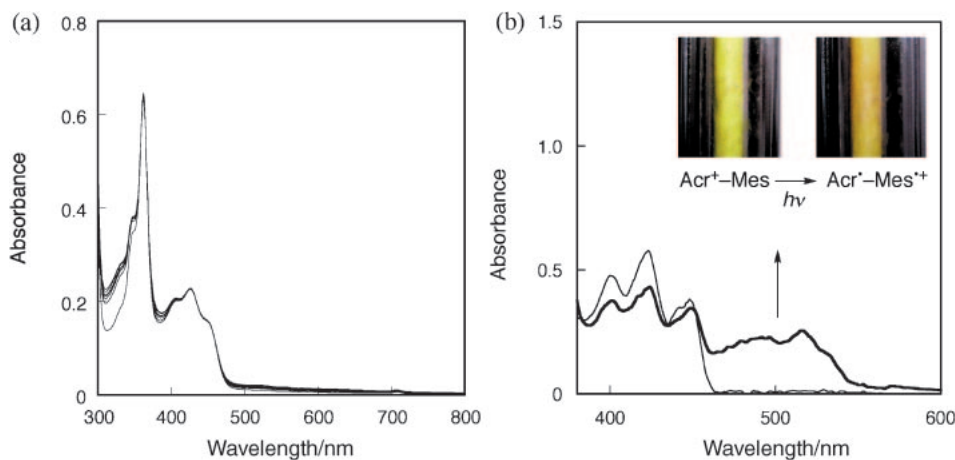 (a)
0.8
0.6
0.4
0.2
0
Absorbance
300 400 500 600 700 800
Wavelength/nm
(b)
1.5
1.0
0.5
0
Absorbance
Acr⁺–Mes → Acr•–Mes•⁺
hν
400 500 600
Wavelength/nm